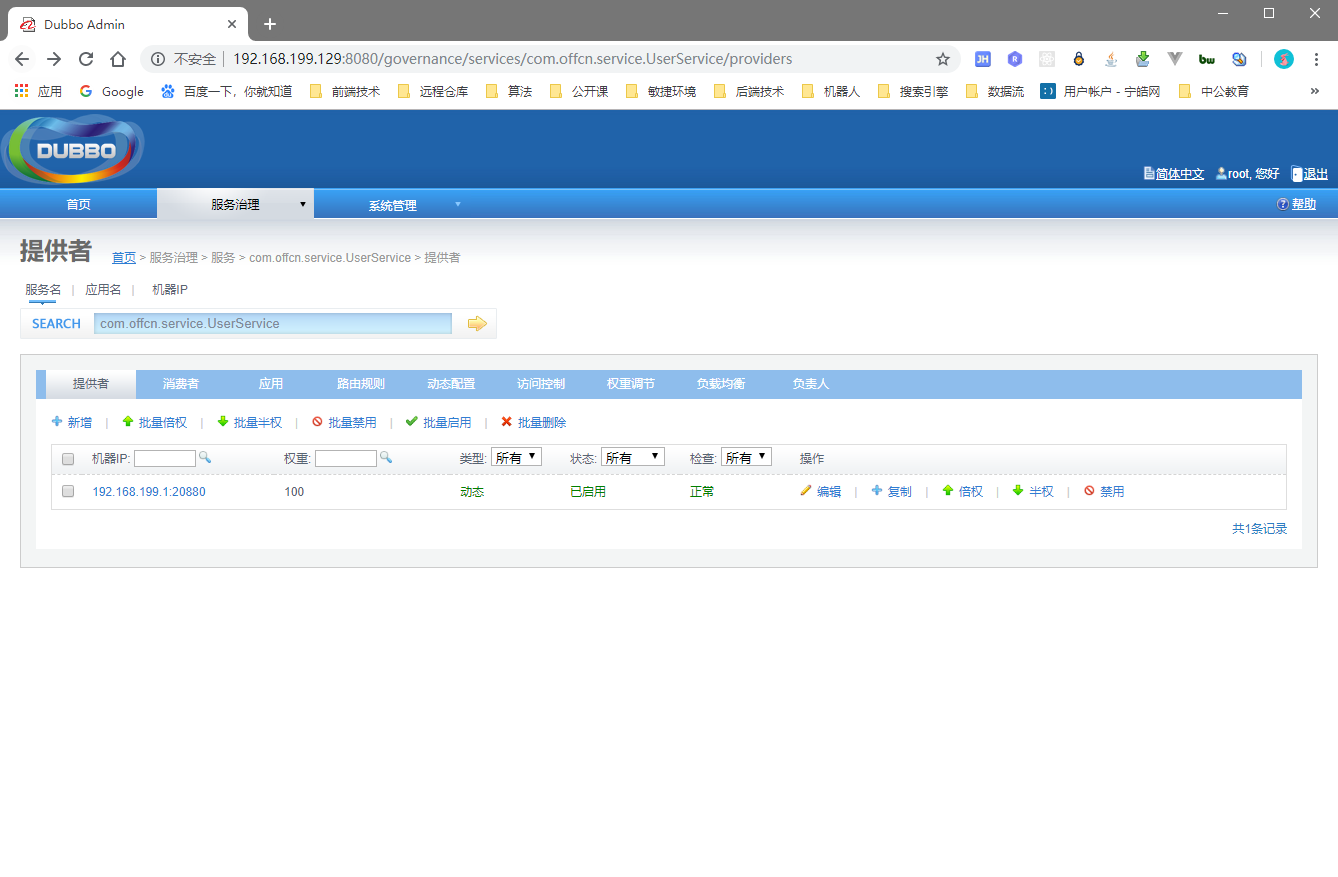 Dubbo Admin
不安全 192.168.199.129:8080/governance/services/com.offcn.service.UserService/providers
JH R bw
应用 Google 百度一下，你就知道 前端技术 远程仓库 算法 公开课 敏捷环境 后端技术 机器人 搜索引擎 数据流 :) 用户帐户 - 宁皓网 中公教育 »
DUBBO
简体中文 root, 您好 退出
首页 服务治理 系统管理 帮助
提供者 首页 > 服务治理 > 服务 > com.offcn.service.UserService > 提供者
服务名 | 应用名 | 机器IP
SEARCH com.offcn.service.UserService
提供者 消费者 应用 路由规则 动态配置 访问控制 权重调节 负载均衡 负责人
新增 | 批量倍权 | 批量半权 | 批量禁用 | 批量启用 | 批量删除
机器IP: 权重: 类型: 所有 状态: 所有 检查: 所有 操作
192.168.199.1:20880 100 动态 已启用 正常 编辑 | 复制 | 倍权 | 半权 | 禁用
共1条记录